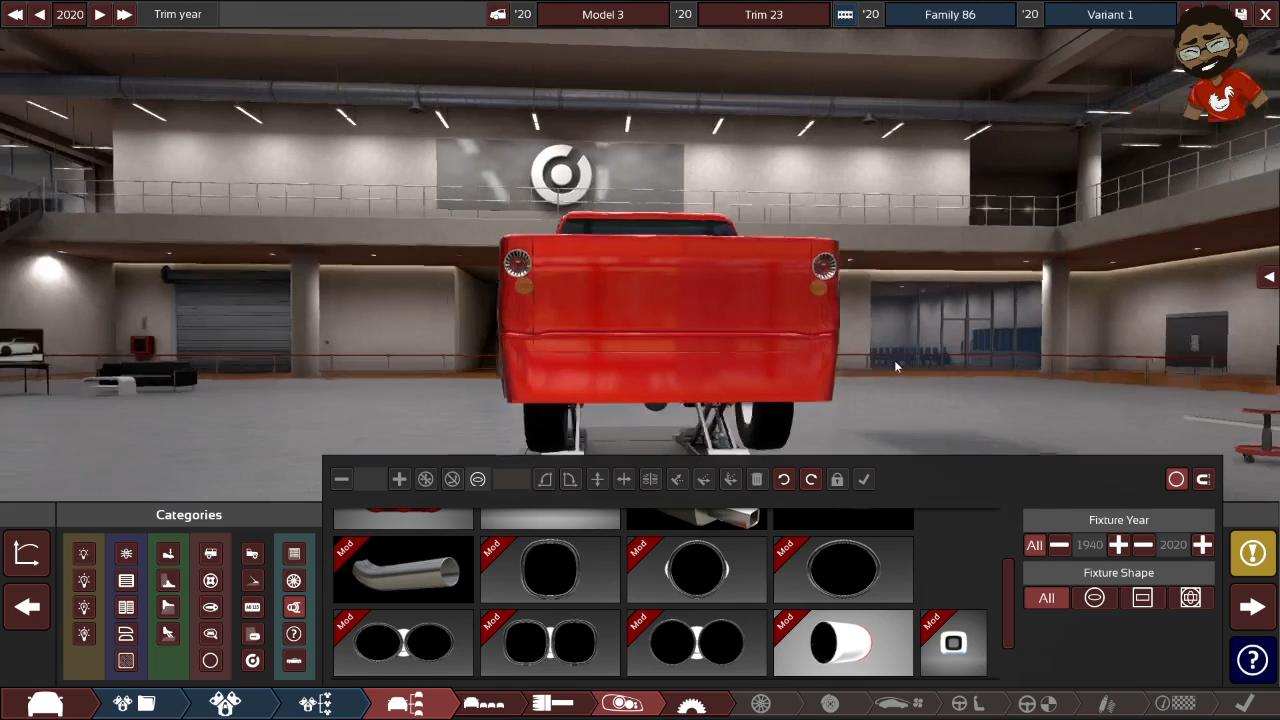 2020 Trim year '20 Model 3 '20 Trim 23 '20 Family 86 '20 Variant 1 X
Categories
Fixture Year
All 1940 2020
Fixture Shape
All
Mod Mod Mod Mod
Mod Mod Mod Mod Mod